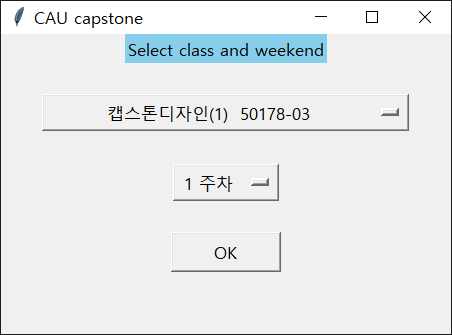 CAU capstone
Select class and weekend
캡스톤디자인(1) 50178-03
1 주차
OK